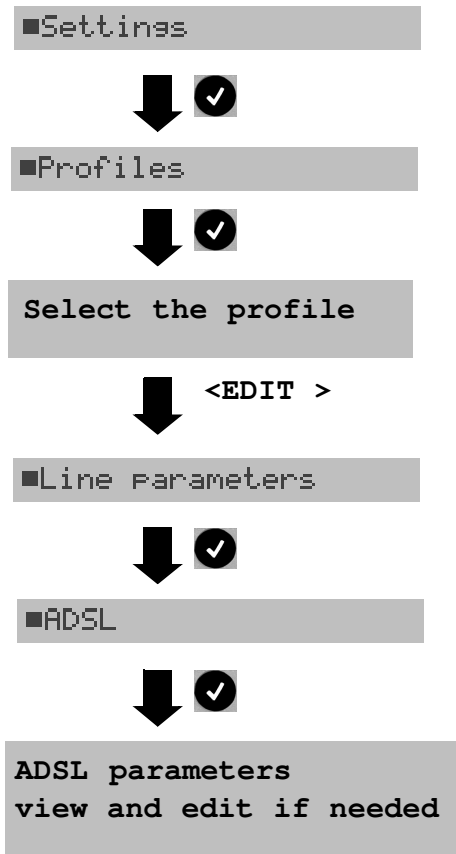 ■Settings
■Profiles
Select the profile
<EDIT >
■Line parameters
■ADSL
ADSL parameters
view and edit if needed